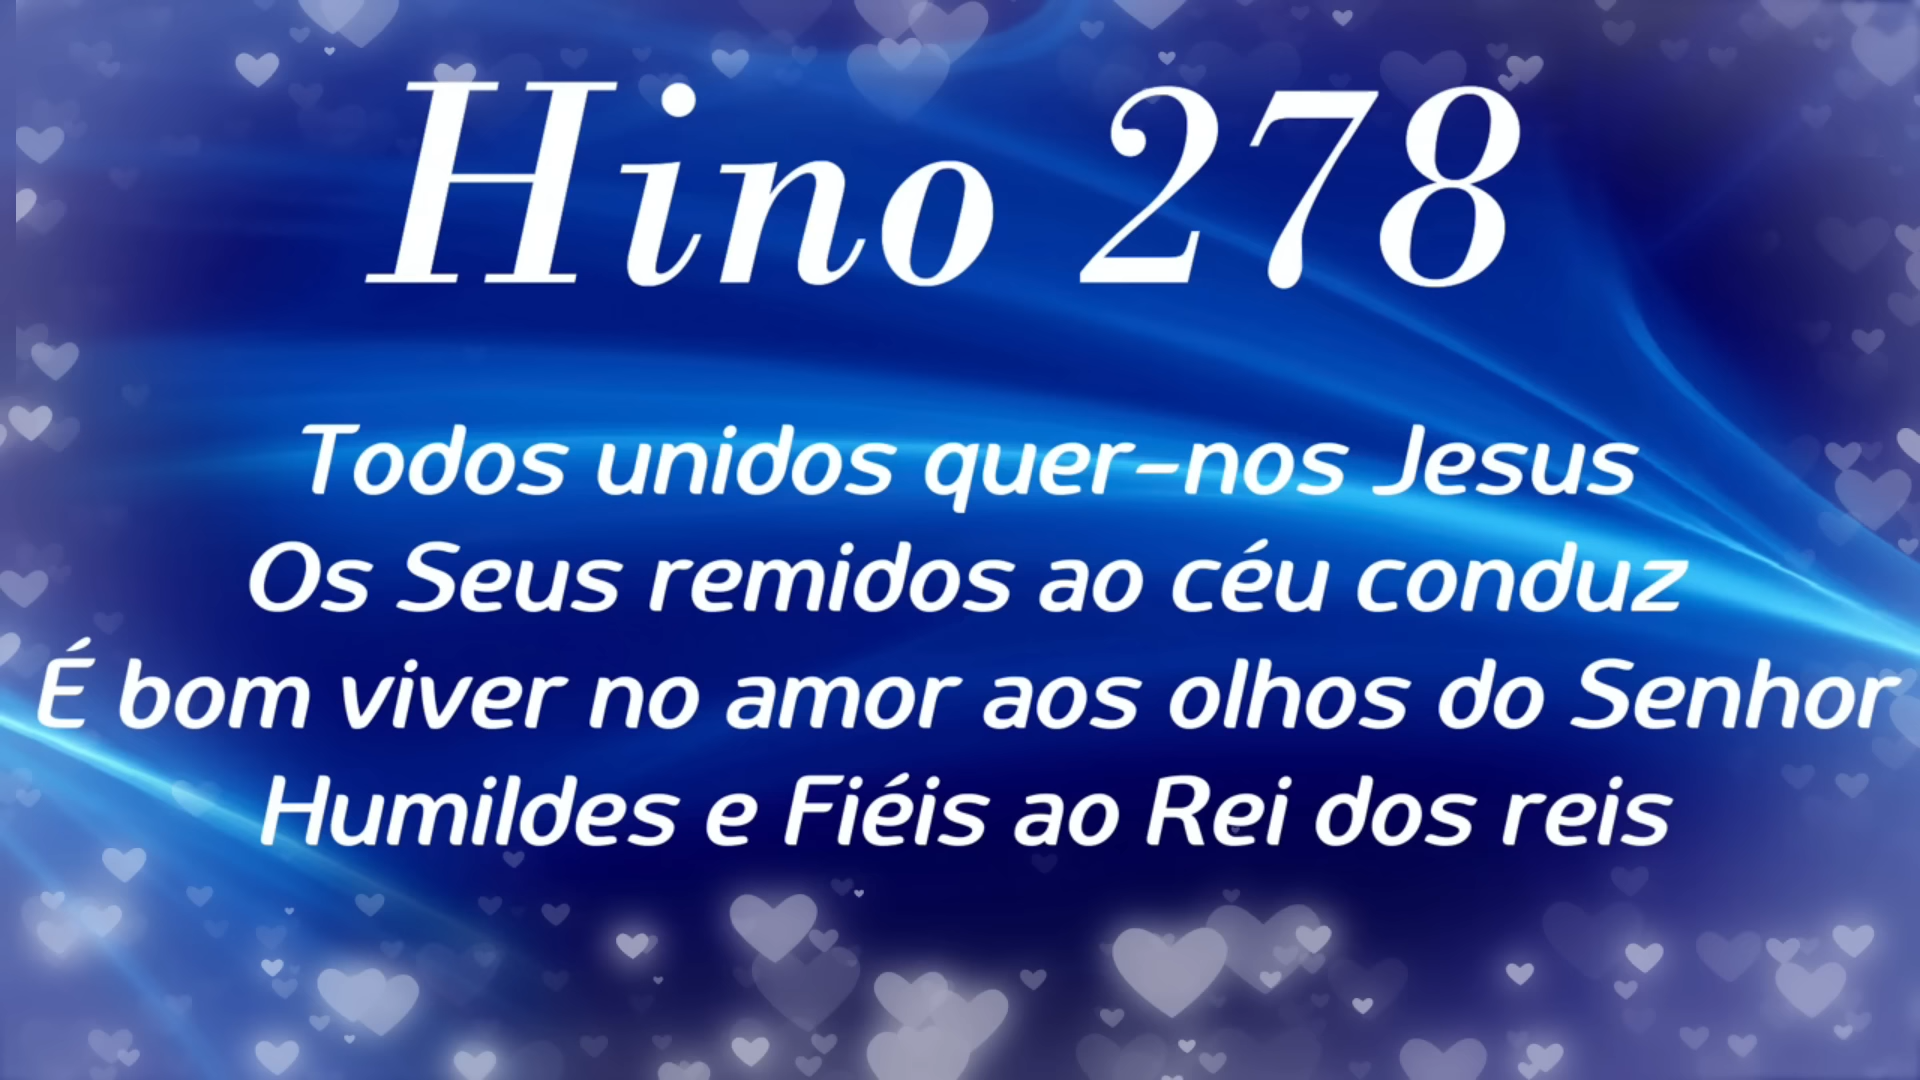 Hino 278
Todos unidos quer-nos Jesus
Os Seus remidos ao céu conduz
É bom viver no amor aos olhos do Senhor
Humildes e Fiéis ao Rei dos reis